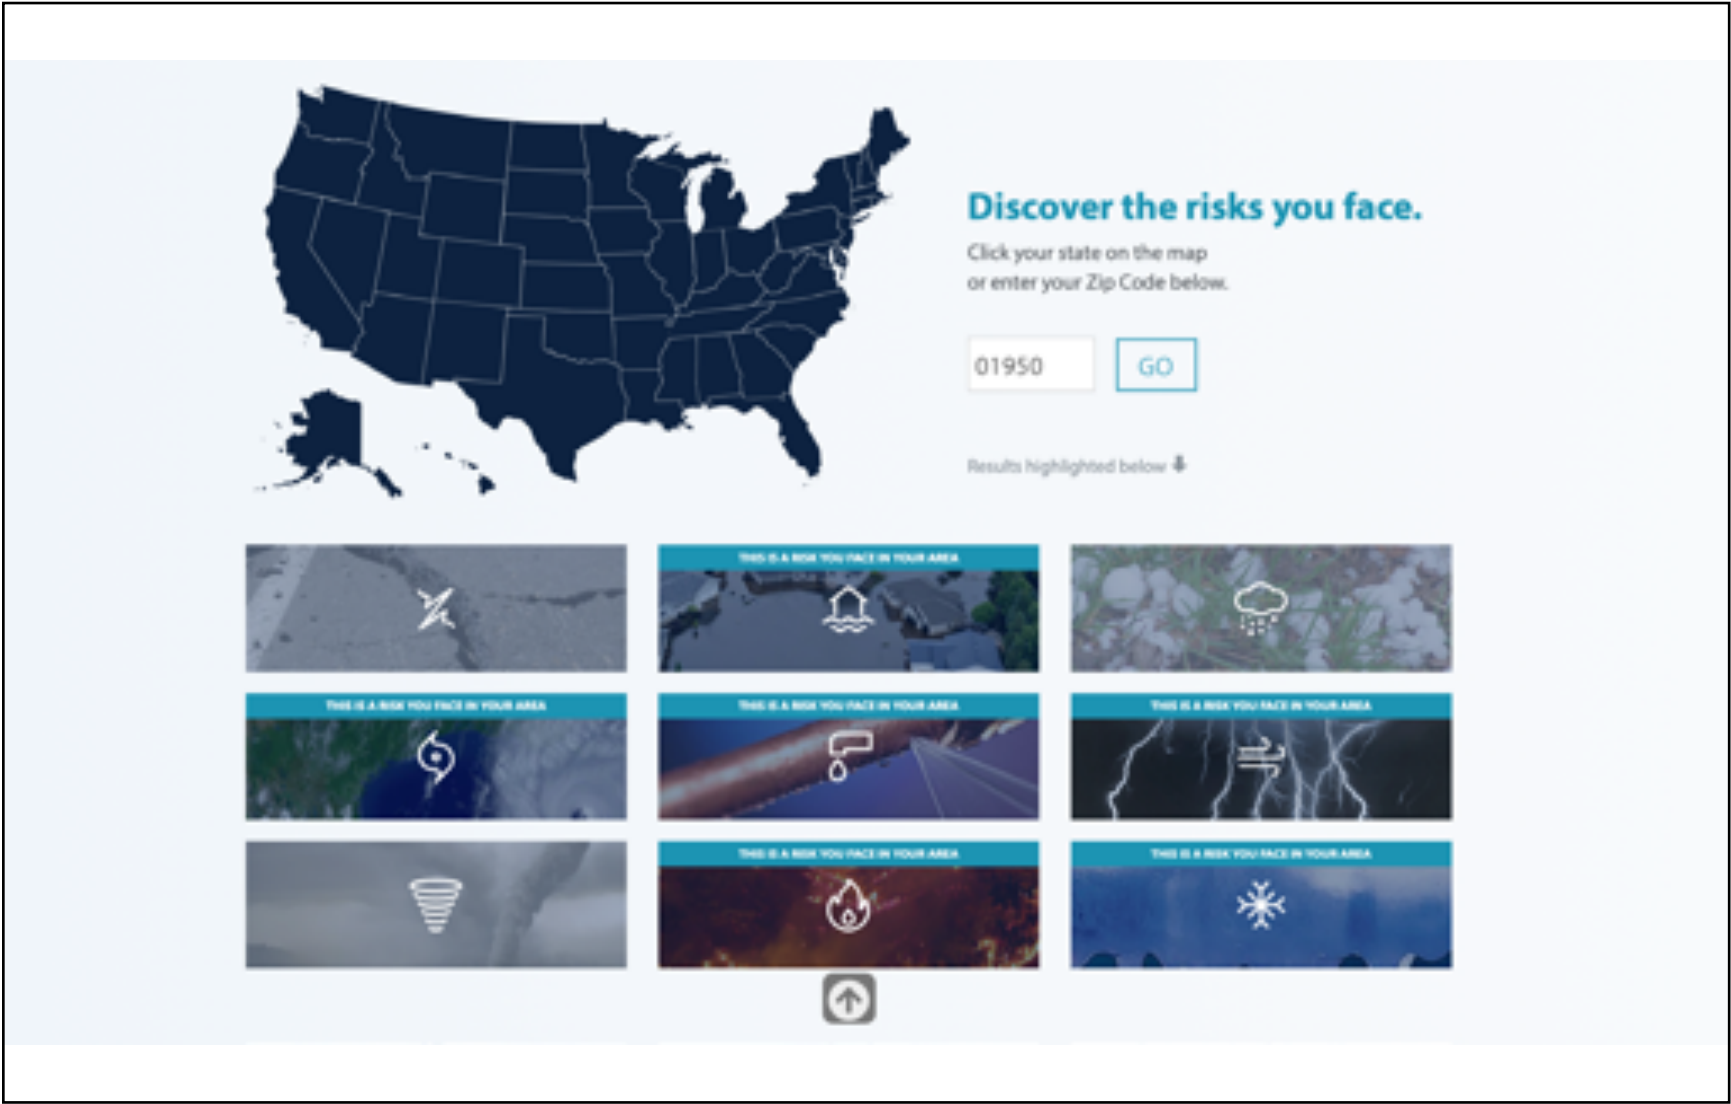 Discover the risks you face.
Click your state on the map
or enter your Zip Code below.
01950
GO
Results highlighted below
THIS IS A RISK YOU FACE IN YOUR AREA
THIS IS A RISK YOU FACE IN YOUR AREA
THIS IS A RISK YOU FACE IN YOUR AREA
THIS IS A RISK YOU FACE IN YOUR AREA
THIS IS A RISK YOU FACE IN YOUR AREA
THIS IS A RISK YOU FACE IN YOUR AREA